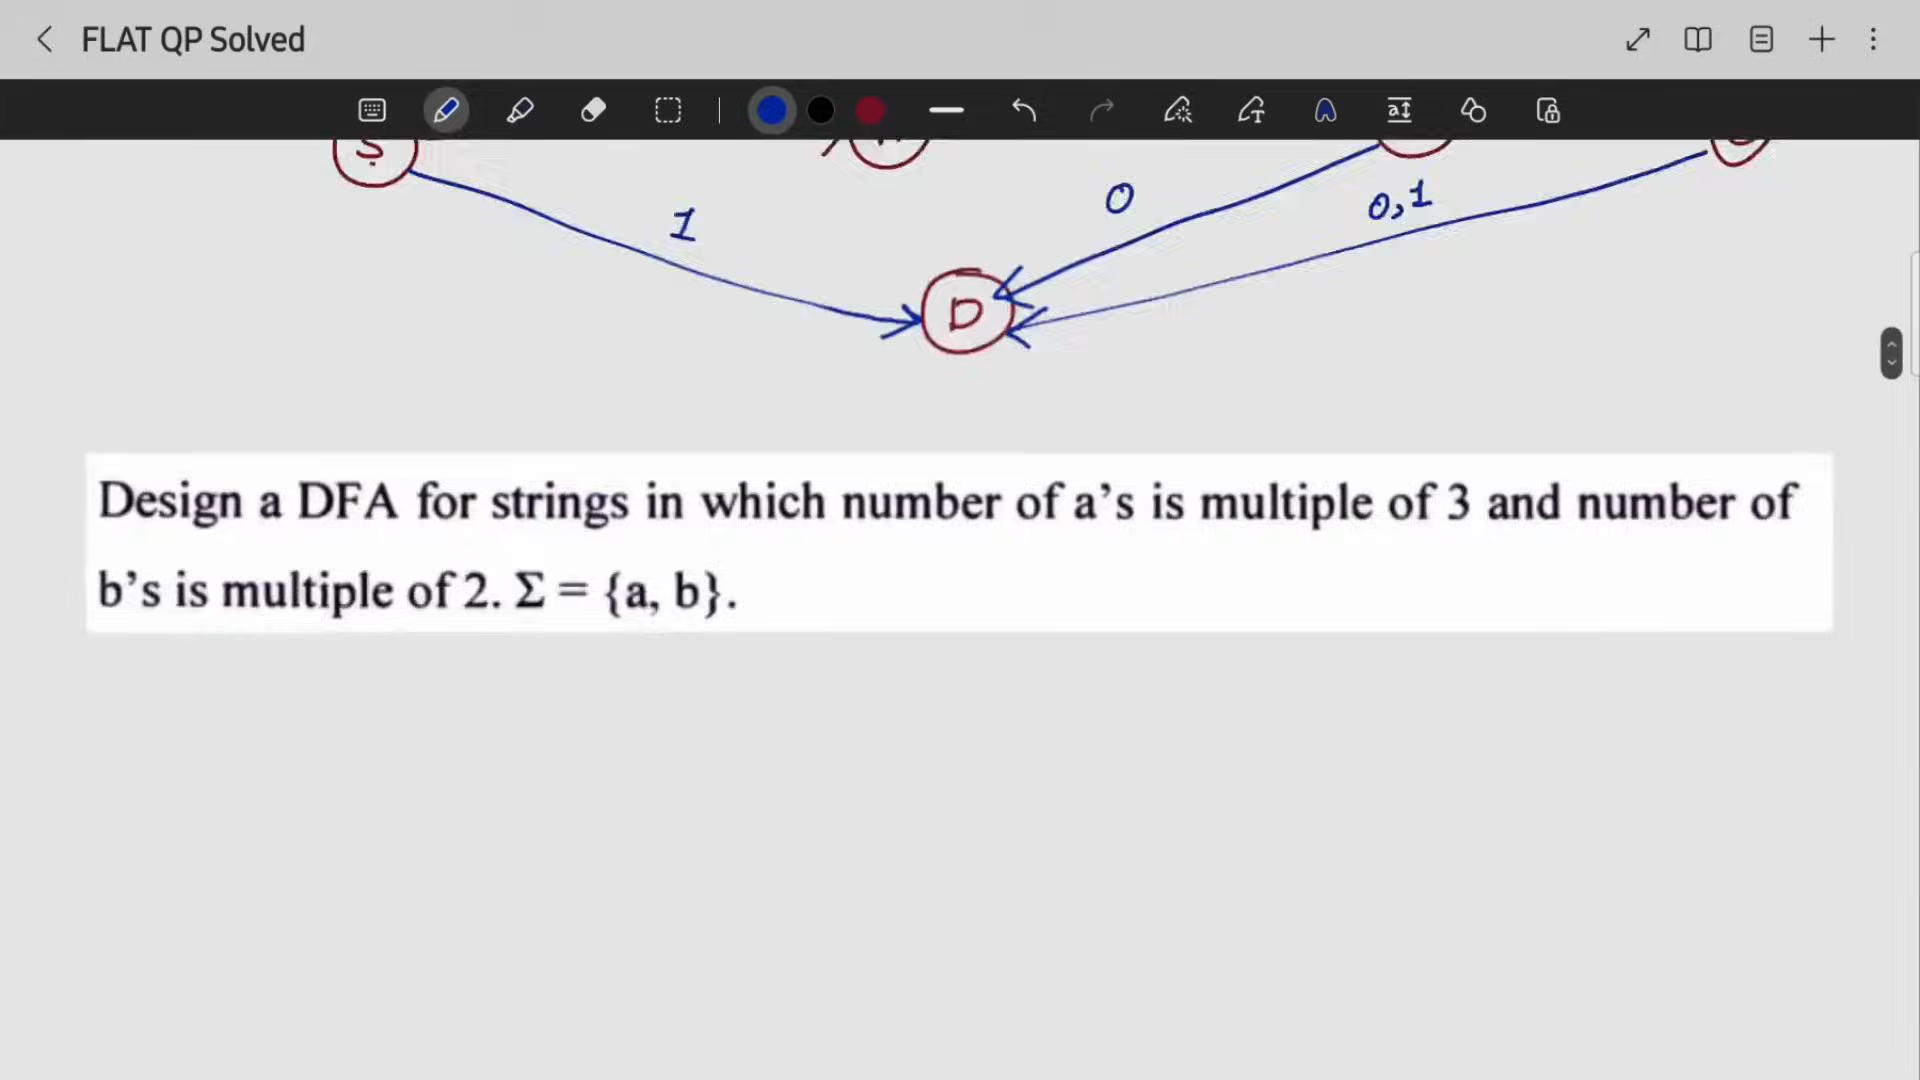 FLAT QP Solved
S
1
0
0,1
D
Design a DFA for strings in which number of a's is multiple of 3 and number of
b's is multiple of 2. Σ = {a, b}.